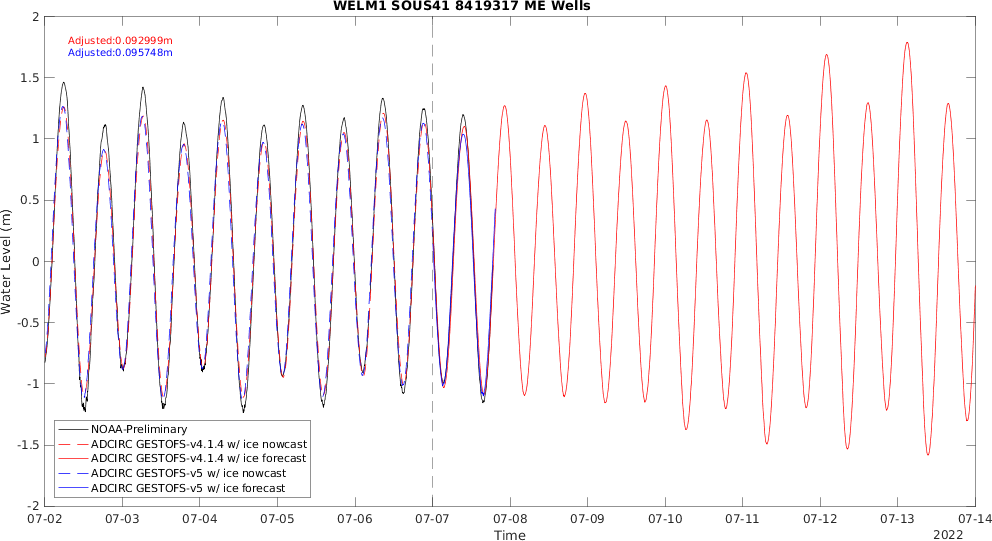 WELM1 SOUS41 8419317 ME Wells
Adjusted:0.092999m
Adjusted:0.095748m
2
1.5
1
0.5
0
-0.5
-1
-1.5
-2
Water Level (m)
NOAA-Preliminary
ADCIRC GESTOFS-v4.1.4 w/ ice nowcast
ADCIRC GESTOFS-v4.1.4 w/ ice forecast
ADCIRC GESTOFS-v5 w/ ice nowcast
ADCIRC GESTOFS-v5 w/ ice forecast
07-02 07-03 07-04 07-05 07-06 07-07 07-08 07-09 07-10 07-11 07-12 07-13 07-14
Time
2022